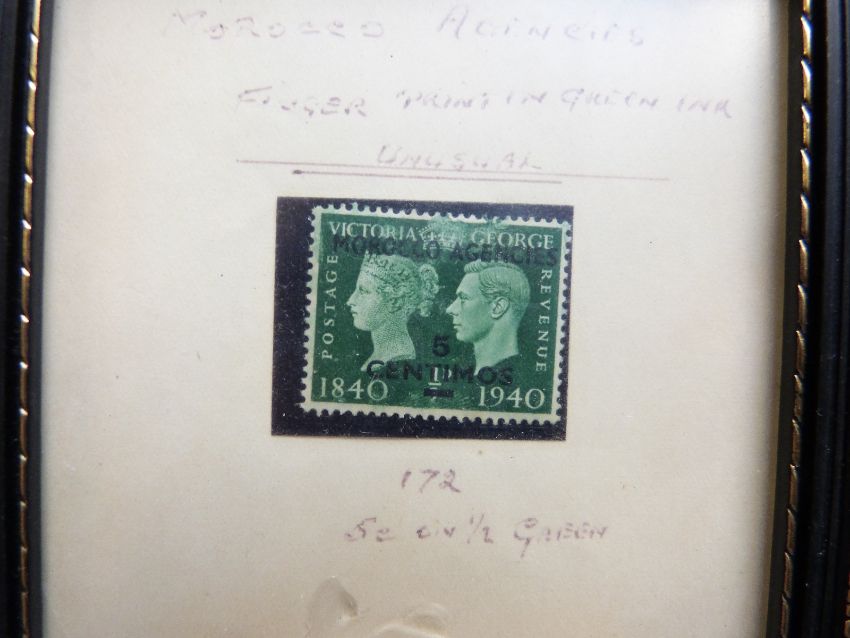 MOROCCO AGENCIES
FINGER PRINT IN GREEN INK
UNUSUAL
VICTORIA GEORGE
MOROCCO AGENCIES
POSTAGE
REVENUE
5
CENTIMOS
1840 1940
172
5c on ½ GREEN